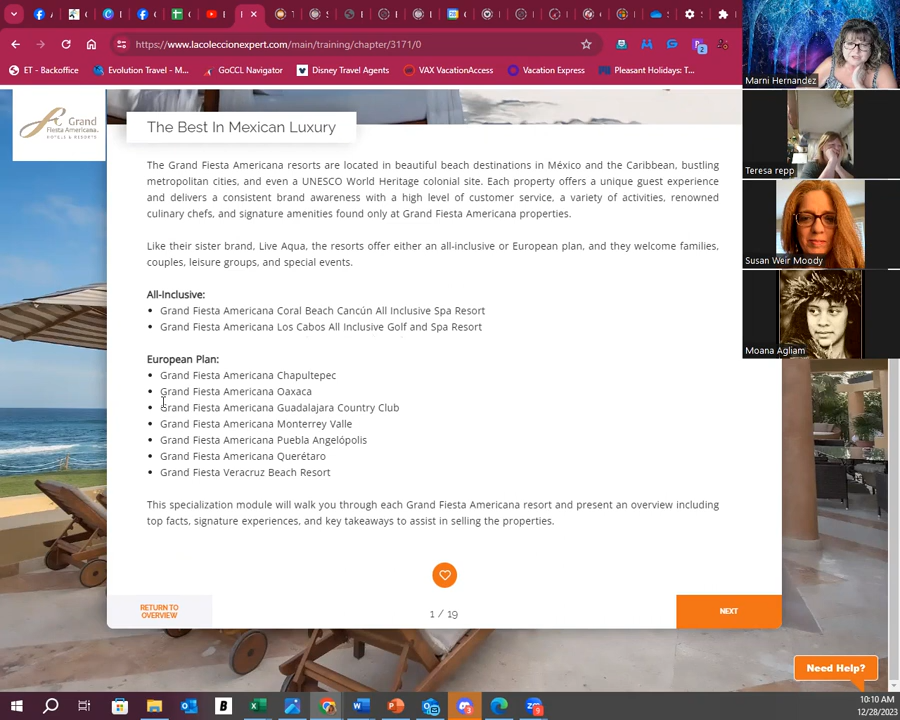 https://www.lacoleccionexpert.com/main/training/chapter/3171/0
2
ET - Backoffice
Evolution Travel - M...
GoCCL Navigator
Disney Travel Agents
VAX VacationAccess
Vacation Express
Pleasant Holidays: T...
Marni Hernandez
Teresa repp
Susan Weir Moody
Moana Agliam
Grand
Fiesta Americana.
HOTELS & RESORTS
The Best In Mexican Luxury
The Grand Fiesta Americana resorts are located in beautiful beach destinations in México and the Caribbean, bustling
metropolitan cities, and even a UNESCO World Heritage colonial site. Each property offers a unique guest experience
and delivers a consistent brand awareness with a high level of customer service, a variety of activities, renowned
culinary chefs, and signature amenities found only at Grand Fiesta Americana properties.
Like their sister brand, Live Aqua, the resorts offer either an all-inclusive or European plan, and they welcome families,
couples, leisure groups, and special events.
All-Inclusive:
• Grand Fiesta Americana Coral Beach Cancún All Inclusive Spa Resort
• Grand Fiesta Americana Los Cabos All Inclusive Golf and Spa Resort
European Plan:
• Grand Fiesta Americana Chapultepec
• Grand Fiesta Americana Oaxaca
• Grand Fiesta Americana Guadalajara Country Club
• Grand Fiesta Americana Monterrey Valle
• Grand Fiesta Americana Puebla Angelópolis
• Grand Fiesta Americana Querétaro
• Grand Fiesta Veracruz Beach Resort
This specialization module will walk you through each Grand Fiesta Americana resort and present an overview including
top facts, signature experiences, and key takeaways to assist in selling the properties.
RETURN TO
OVERVIEW
1 / 19
NEXT
Need Help?
10:10 AM
12/28/2023